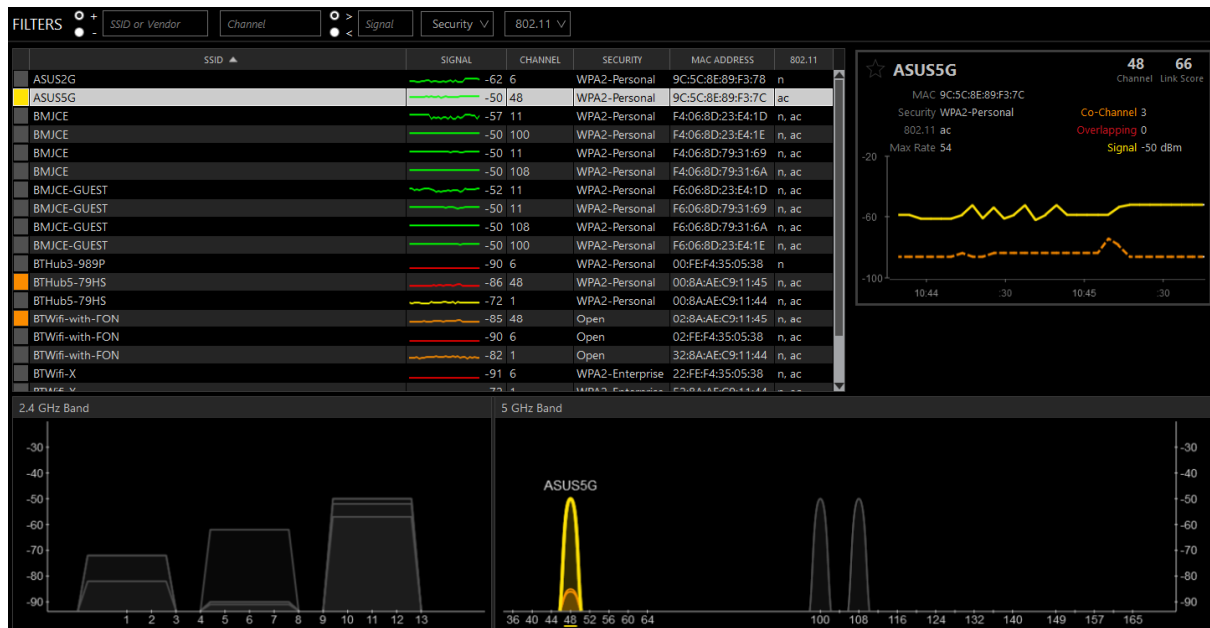 FILTERS + - SSID or Vendor Channel > < Signal Security 802.11
SSID SIGNAL CHANNEL SECURITY MAC ADDRESS 802.11
ASUS2G -62 6 WPA2-Personal 9C:5C:8E:89:F3:78 n
ASUS5G -50 48 WPA2-Personal 9C:5C:8E:89:F3:7C ac
BMJCE -57 11 WPA2-Personal F4:06:8D:23:E4:1D n, ac
BMJCE -50 100 WPA2-Personal F4:06:8D:23:E4:1E n, ac
BMJCE -50 11 WPA2-Personal F4:06:8D:79:31:69 n, ac
BMJCE -50 108 WPA2-Personal F4:06:8D:79:31:6A n, ac
BMJCE-GUEST -52 11 WPA2-Personal F6:06:8D:23:E4:1D n, ac
BMJCE-GUEST -50 11 WPA2-Personal F6:06:8D:79:31:69 n, ac
BMJCE-GUEST -50 108 WPA2-Personal F6:06:8D:79:31:6A n, ac
BMJCE-GUEST -50 100 WPA2-Personal F6:06:8D:23:E4:1E n, ac
BTHub3-989P -90 6 WPA2-Personal 00:FE:F4:35:05:38 n
BTHub5-79HS -86 48 WPA2-Personal 00:8A:AE:C9:11:45 n, ac
BTHub5-79HS -72 1 WPA2-Personal 00:8A:AE:C9:11:44 n, ac
BTWifi-with-FON -85 48 Open 02:8A:AE:C9:11:45 n, ac
BTWifi-with-FON -90 6 Open 02:FE:F4:35:05:38 n, ac
BTWifi-with-FON -82 1 Open 32:8A:AE:C9:11:44 n, ac
BTWifi-X -91 6 WPA2-Enterprise 22:FE:F4:35:05:38 n, ac
ASUS5G 48 66
Channel Link Score
MAC 9C:5C:8E:89:F3:7C
Security WPA2-Personal Co-Channel 3
802.11 ac Overlapping 0
Max Rate 54 Signal -50 dBm
-20
-60
-100
10:44 :30 10:45 :30
2.4 GHz Band
-30
-40
-50
-60
-70
-80
-90
1 2 3 4 5 6 7 8 9 10 11 12 13
5 GHz Band
ASUS5G
-30
-40
-50
-60
-70
-80
-90
36 40 44 48 52 56 60 64 100 108 116 124 132 140 149 157 165